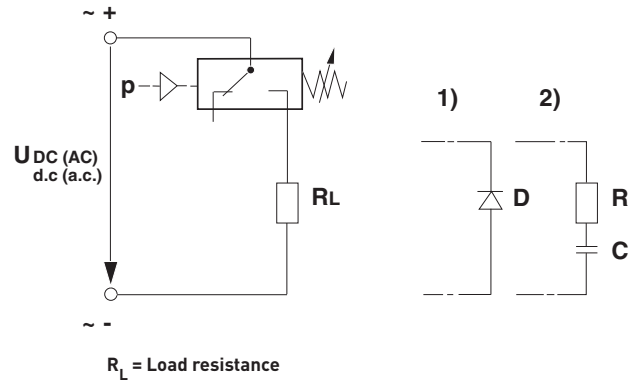 ~ +
p
U DC (AC)
d.c (a.c.)
RL
~ -
RL = Load resistance
1)
2)
D
R
C